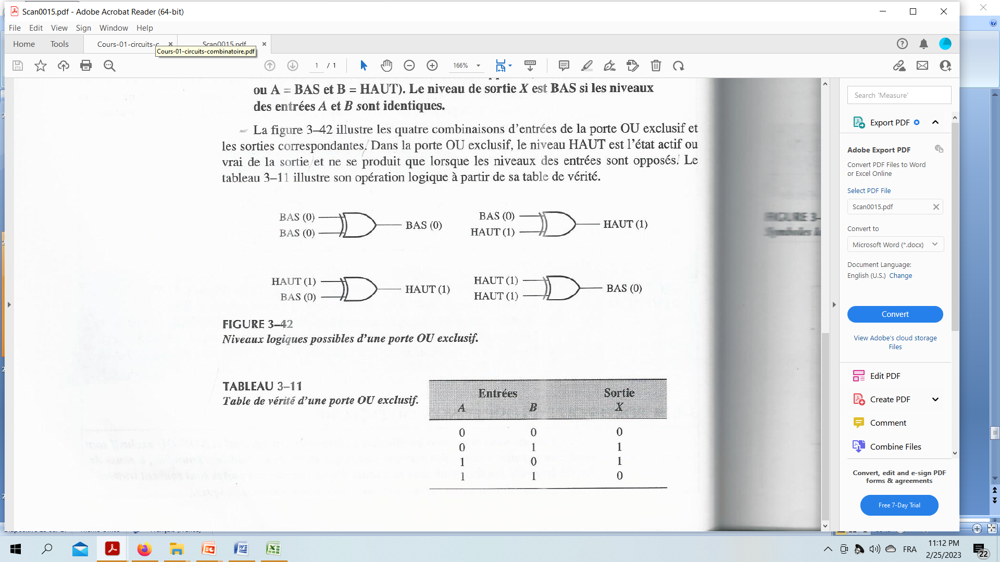 Scan0015.pdf - Adobe Acrobat Reader (64-bit)
File Edit View Sign Window Help
Home Tools Cours-01-circuits-c... Scan0015.pdf
Cours-01-circuits-combinatoire.pdf
1 / 1 166%
ou A = BAS et B = HAUT). Le niveau de sortie X est BAS si les niveaux
des entrées A et B sont identiques.
La figure 3–42 illustre les quatre combinaisons d'entrées de la porte OU exclusif et
les sorties correspondantes. Dans la porte OU exclusif, le niveau HAUT est l'état actif ou
vrai de la sortie et ne se produit que lorsque les niveaux des entrées sont opposés. Le
tableau 3–11 illustre son opération logique à partir de sa table de vérité.
BAS (0)
BAS (0)
BAS (0)
BAS (0)
HAUT (1)
HAUT (1)
HAUT (1)
BAS (0)
HAUT (1)
HAUT (1)
HAUT (1)
BAS (0)
FIGURE 3–42
Niveaux logiques possibles d'une porte OU exclusif.
TABLEAU 3–11
Table de vérité d'une porte OU exclusif.
Entrées Sortie
A B X
0 0 0
0 1 1
1 0 1
1 1 0
FIGURE 3-
Symboles
Search 'Measure'
Export PDF
Adobe Export PDF
Convert PDF Files to Word
or Excel Online
Select PDF File
Scan0015.pdf
Convert to
Microsoft Word (*.docx)
Document Language:
English (U.S.) Change
Convert
View Adobe's cloud storage
Files
Edit PDF
Create PDF
Comment
Combine Files
Convert, edit and e-sign PDF
forms & agreements
Free 7-Day Trial
FRA
11:12 PM
2/25/2023
22